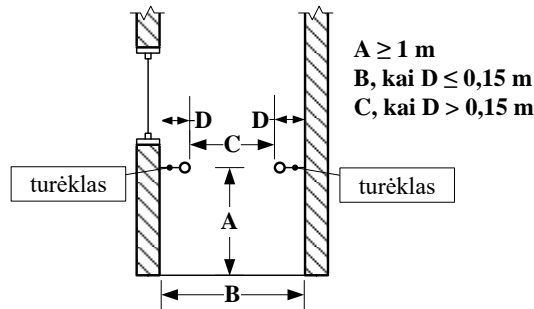 A ≥ 1 m
B, kai D ≤ 0,15 m
C, kai D > 0,15 m
D D
C
turėklas turėklas
A
B